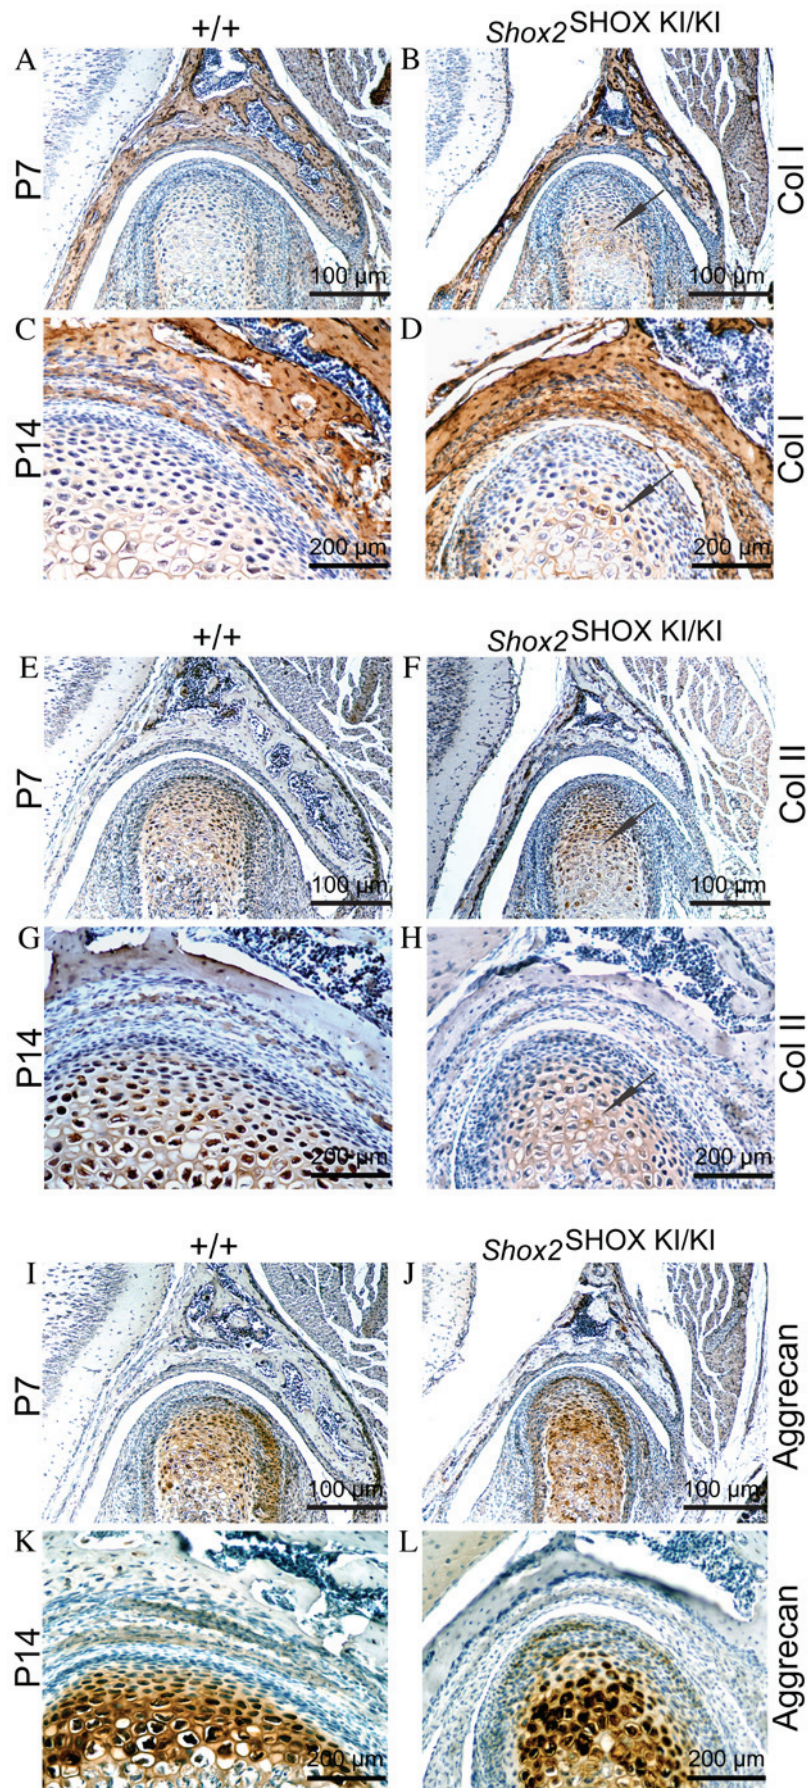 +/+ Shox2SHOX KI/KI
A B
P7 Col I
100 µm 100 µm
C D
P14 Col I
200 µm 200 µm
+/+ Shox2SHOX KI/KI
E F
P7 Col III
100 µm 100 µm
G H
P14 Col III
200 µm 200 µm
+/+ Shox2SHOX KI/KI
I J
P7 Aggrecan
100 µm 100 µm
K L
P14 Aggrecan
200 µm 200 µm